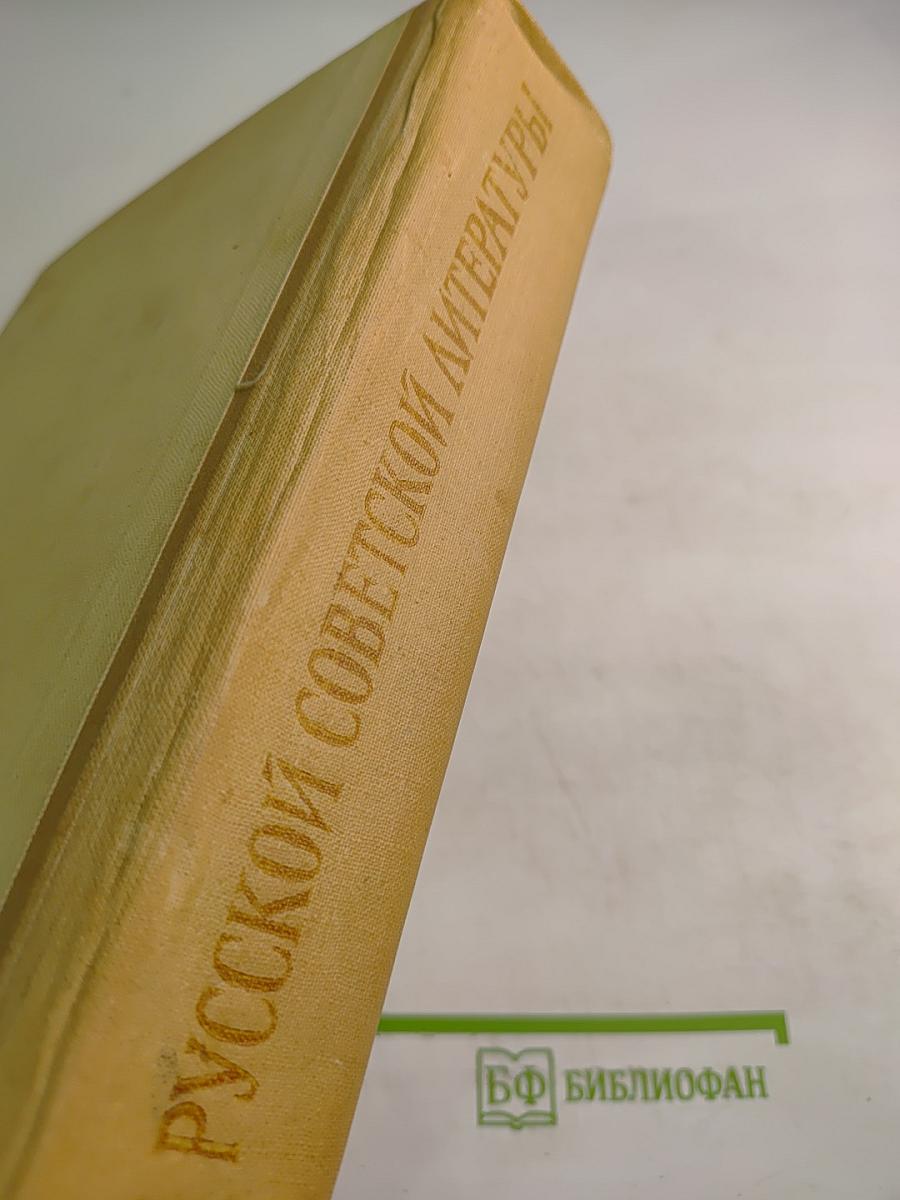 РУССКОЙ СОВЕТСКОЙ ЛИТЕРАТУРЫ
БФ БИБЛИОФАН